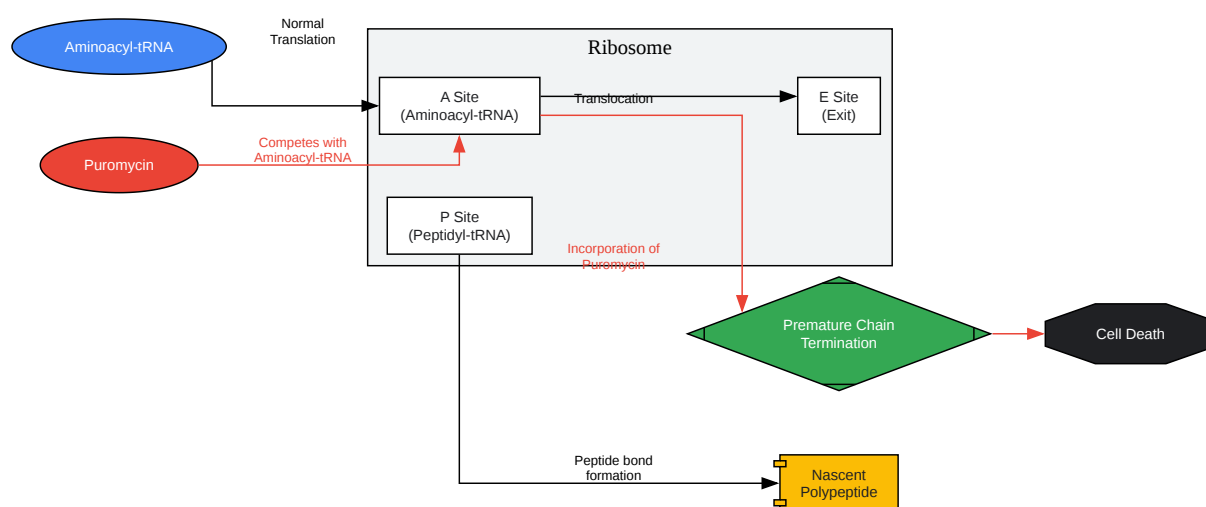 Normal
Translation
Aminoacyl-tRNA
Ribosome
A Site
(Aminoacyl-tRNA)
Translocation
E Site
(Exit)
Competes with
Aminoacyl-tRNA
Puromycin
P Site
(Peptidyl-tRNA)
Incorporation of
Puromycin
Premature Chain
Termination
Cell Death
Peptide bond
formation
Nascent
Polypeptide